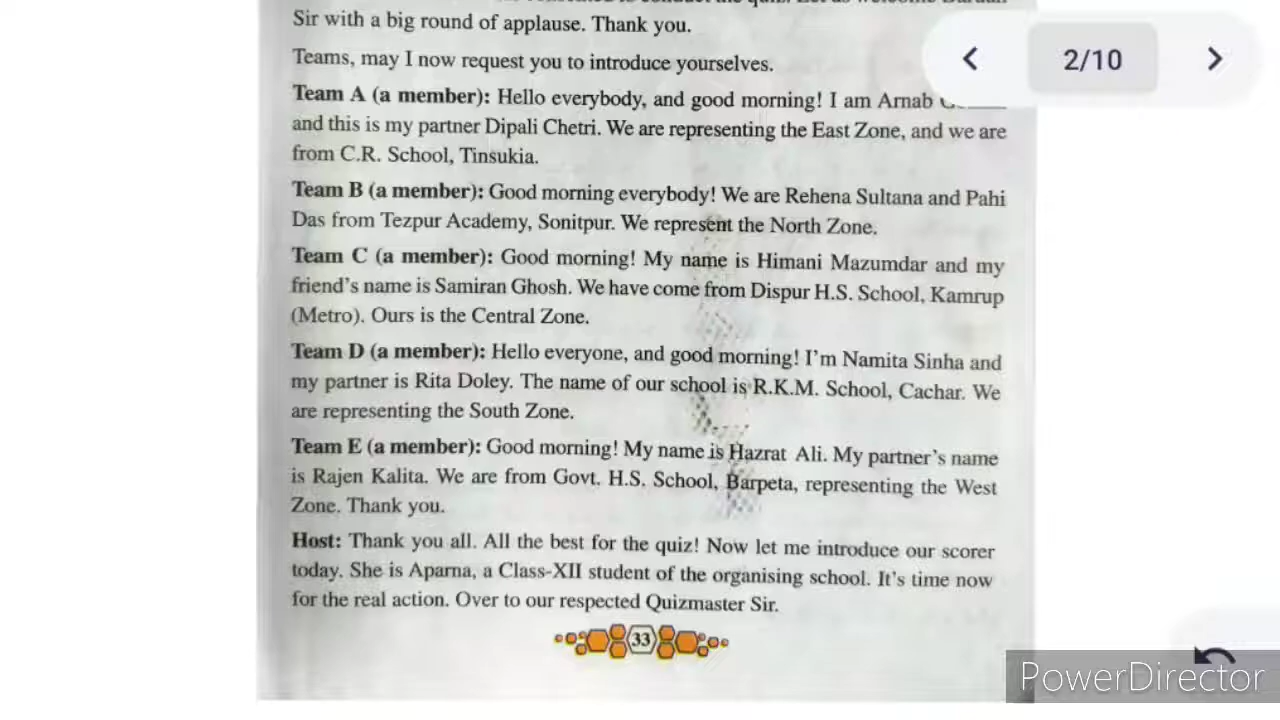 Sir with a big round of applause. Thank you.
2/10
Teams, may I now request you to introduce yourselves.
Team A (a member): Hello everybody, and good morning! I am Arnab
and this is my partner Dipali Chetri. We are representing the East Zone, and we are
from C.R. School, Tinsukia.
Team B (a member): Good morning everybody! We are Rehena Sultana and Pahi
Das from Tezpur Academy, Sonitpur. We represent the North Zone.
Team C (a member): Good morning! My name is Himani Mazumdar and my
friend's name is Samiran Ghosh. We have come from Dispur H.S. School, Kamrup
(Metro). Ours is the Central Zone.
Team D (a member): Hello everyone, and good morning! I'm Namita Sinha and
my partner is Rita Doley. The name of our school is R.K.M. School, Cachar. We
are representing the South Zone.
Team E (a member): Good morning! My name is Hazrat Ali. My partner's name
is Rajen Kalita. We are from Govt. H.S. School, Barpeta, representing the West
Zone. Thank you.
Host: Thank you all. All the best for the quiz! Now let me introduce our scorer
today. She is Aparna, a Class-XII student of the organising school. It's time now
for the real action. Over to our respected Quizmaster Sir.
33
PowerDirector